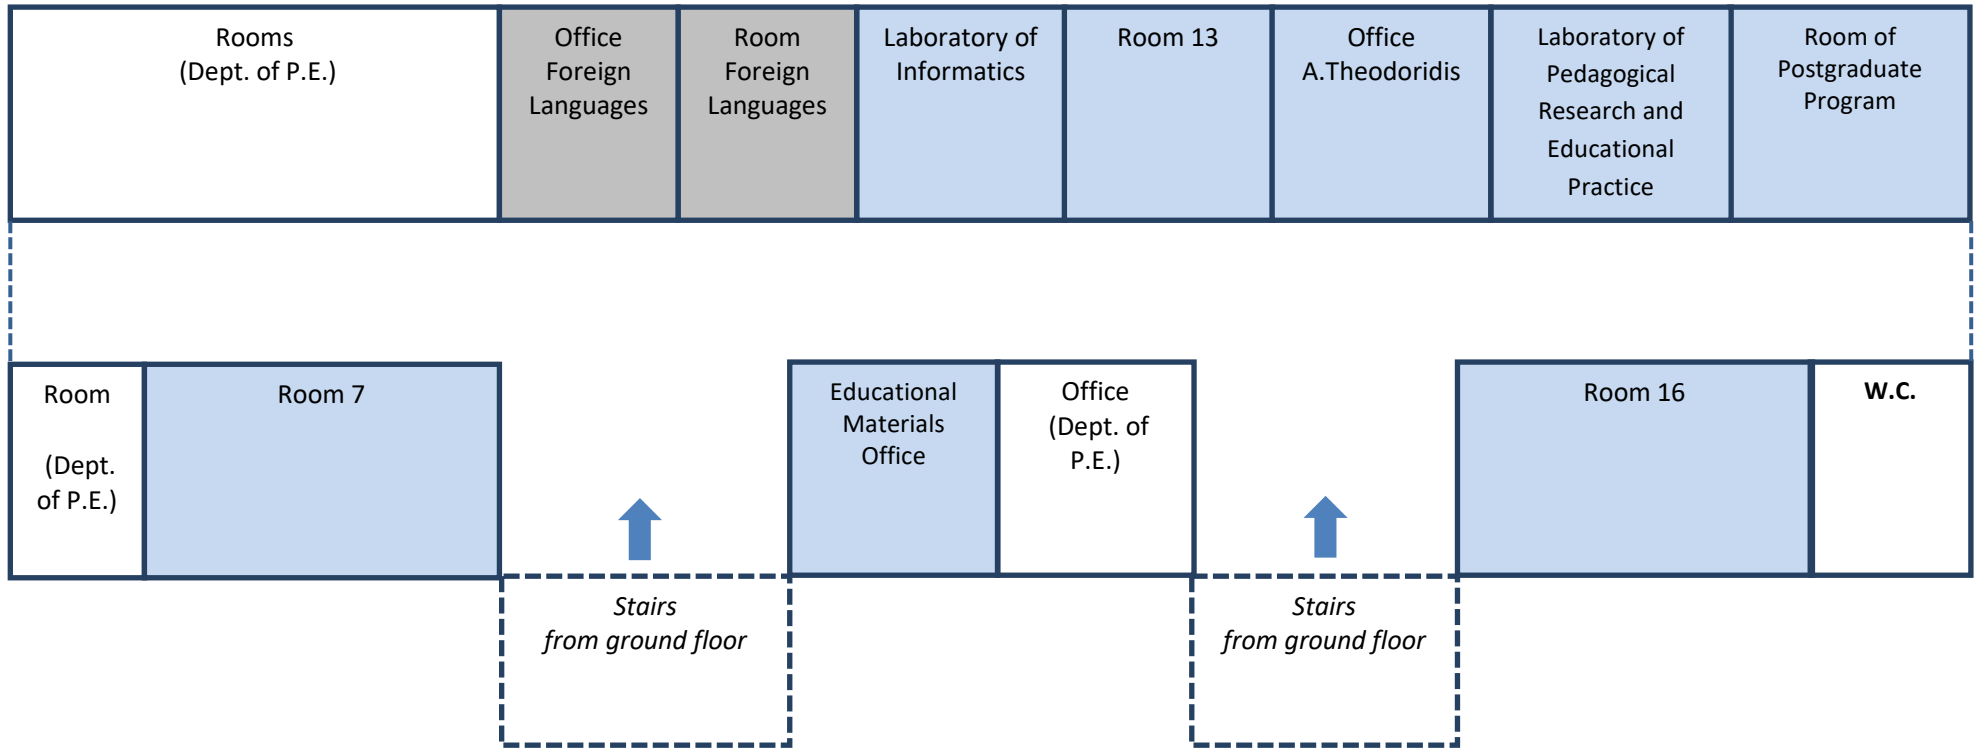 Rooms
(Dept. of P.E.)
Office
Foreign
Languages
Room
Foreign
Languages
Laboratory of
Informatics
Room 13
Office
A.Theodoridis
Laboratory of
Pedagogical
Research and
Educational
Practice
Room of
Postgraduate
Program
Room
(Dept.
of P.E.)
Room 7
Educational
Materials
Office
Office
(Dept. of
P.E.)
Room 16
W.C.
Stairs
from ground floor
Stairs
from ground floor